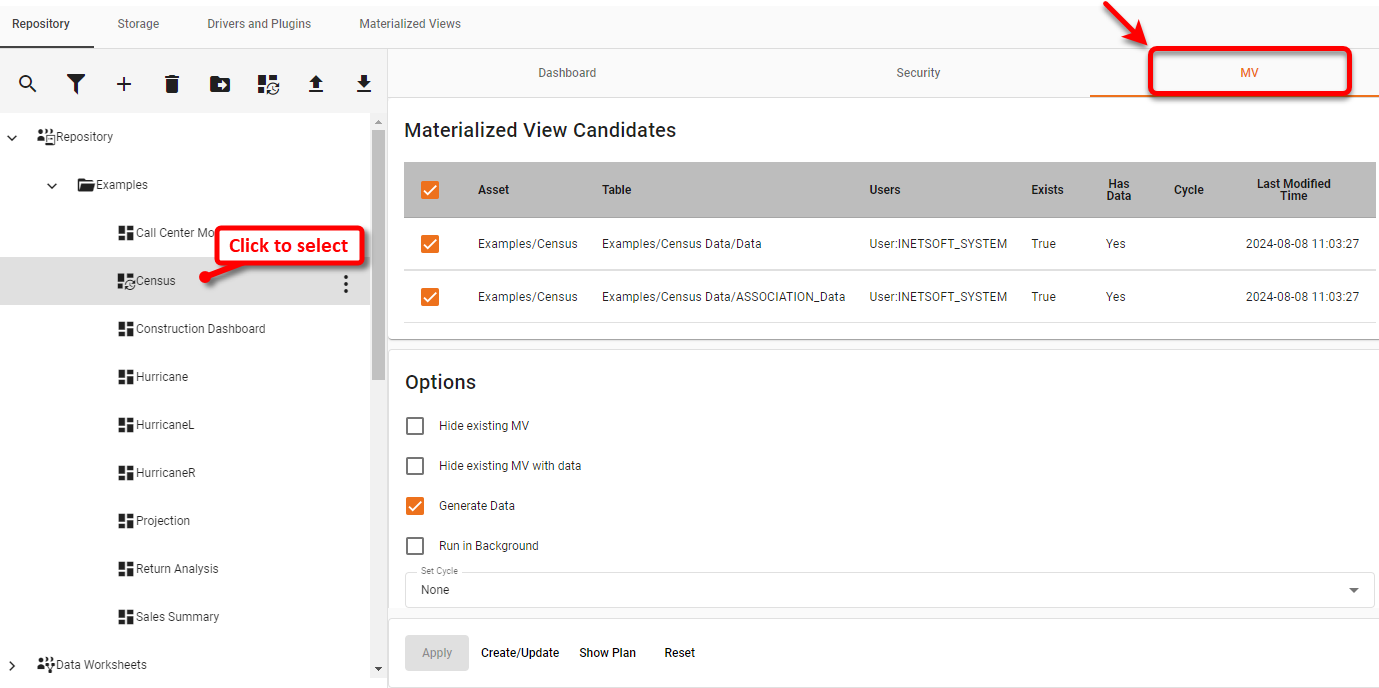 Repository Storage Drivers and Plugins Materialized Views
Dashboard Security MV
Repository
Examples
Call Center Mo
Click to select
Census
Construction Dashboard
Hurricane
HurricaneL
HurricaneR
Projection
Return Analysis
Sales Summary
Data Worksheets
Materialized View Candidates
Asset Table Users Exists Has Data Cycle Last Modified Time
Examples/Census Examples/Census Data/Data User:INETSOFT_SYSTEM True Yes 2024-08-08 11:03:27
Examples/Census Examples/Census Data/ASSOCIATION_Data User:INETSOFT_SYSTEM True Yes 2024-08-08 11:03:27
Options
Hide existing MV
Hide existing MV with data
Generate Data
Run in Background
Set Cycle
None
Apply Create/Update Show Plan Reset